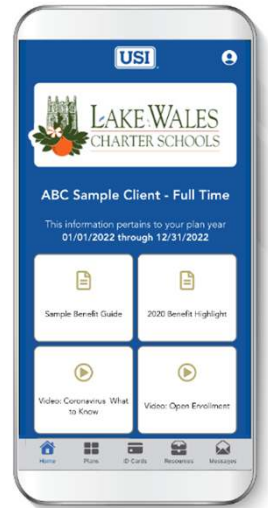 USI
LAKE WALES
CHARTER SCHOOLS
ABC Sample Client - Full Time
This information pertains to your plan year
01/01/2022 through 12/31/2022
Sample Benefit Guide
2020 Benefit Highlight
Video: Coronavirus What
to Know
Video: Open Enrollment
Home
Plans
ID Cards
Resources
Messages